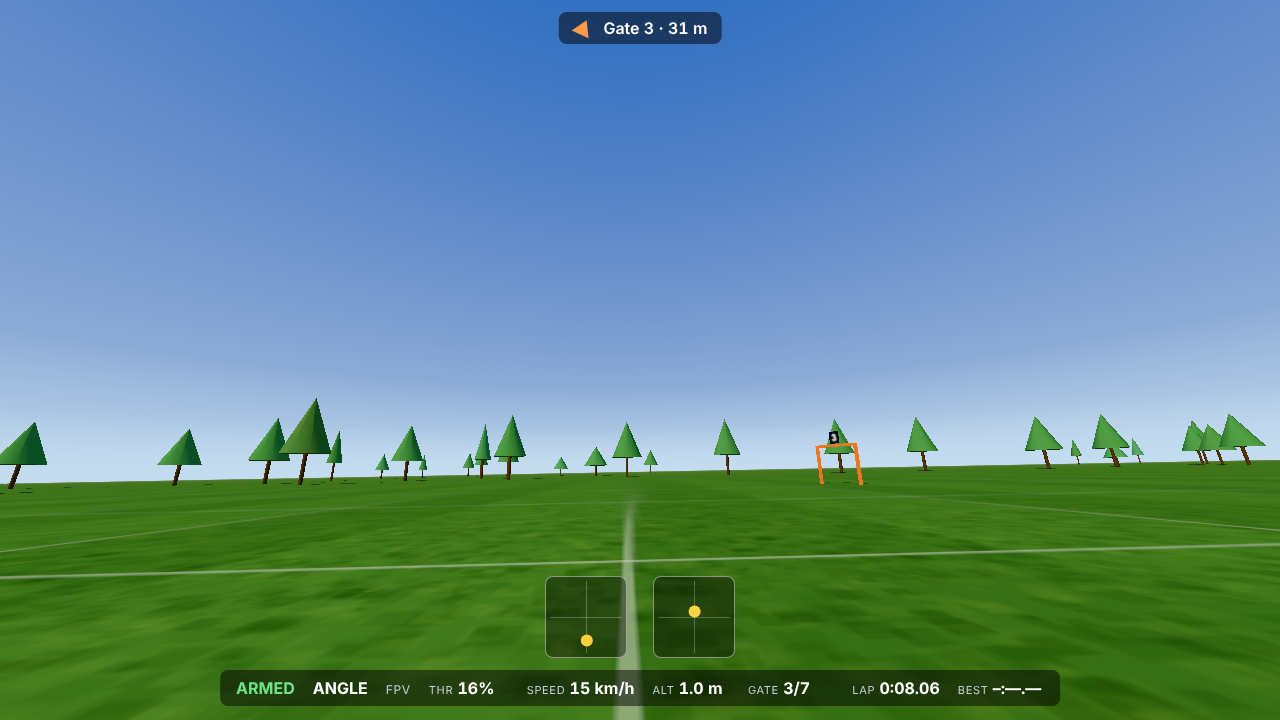 Gate 3 · 31 m
3
ARMED ANGLE FPV THR 16% SPEED 15 km/h ALT 1.0 m GATE 3/7 LAP 0:08.06 BEST –:––.––